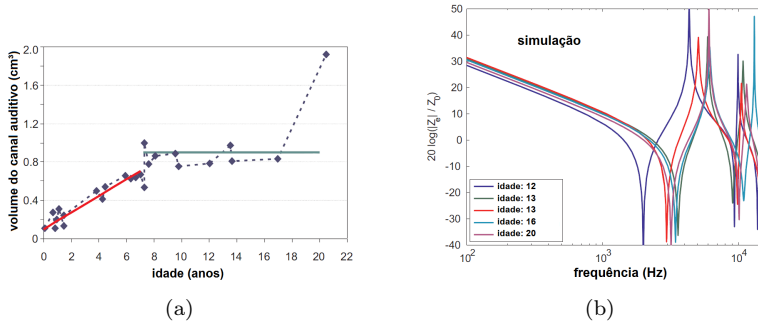 volume do canal auditivo (cm³)
2.0
1.6
1.2
0.8
0.4
0
0 2 4 6 8 10 12 14 16 18 20 22
idade (anos)
(a)
20 log(|Z_e| / Z_0)
50
40
30
20
10
0
-10
-20
-30
-40
simulação
idade: 12
idade: 13
idade: 13
idade: 16
idade: 20
10² 10³ 10⁴
frequência (Hz)
(b)